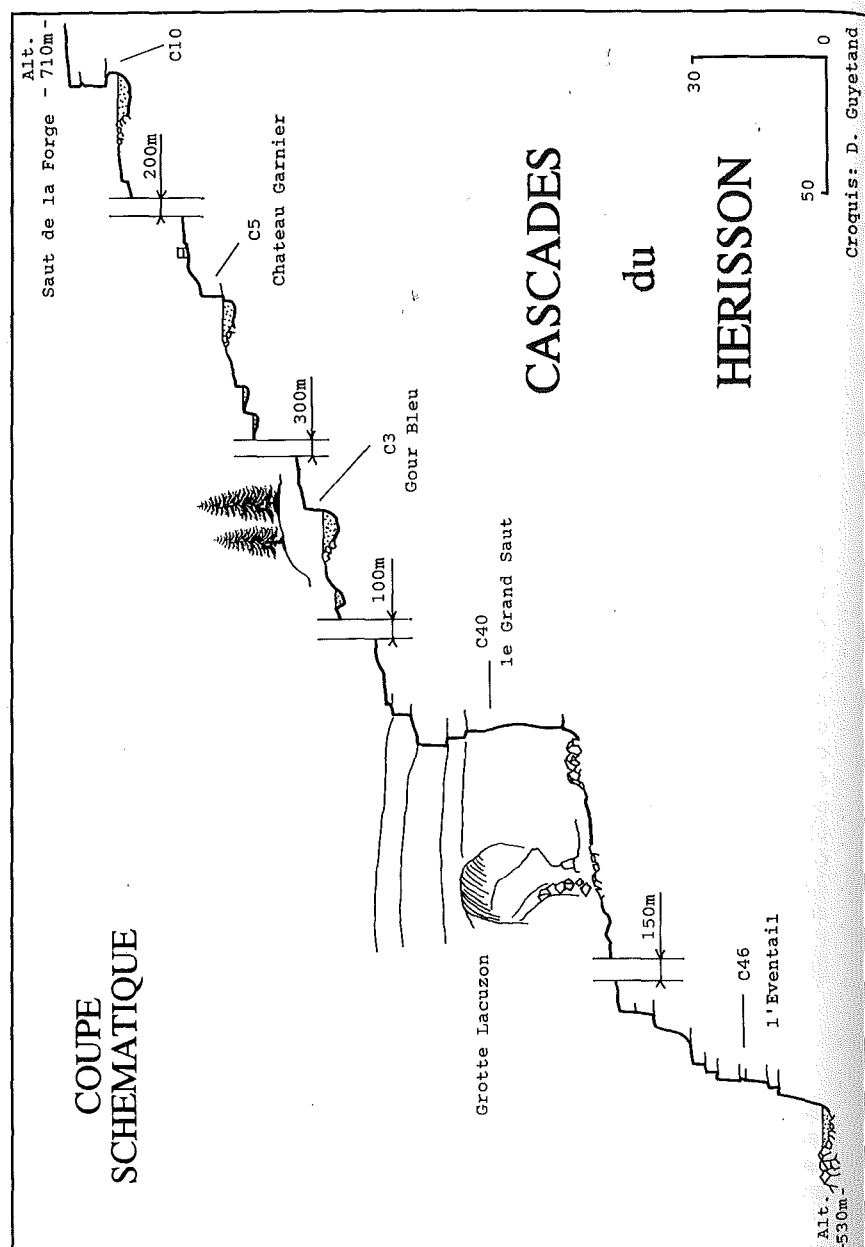 COUPE
SCHEMATIQUE
CASCADES
du
HERISSON
Alt.
Saut de la Forge - 710m-
C10
200m
C5
Chateau Garnier
300m
C3
Gour Bleu
100m
C40
le Grand Saut
Grotte Lacuzon
150m
C46
l'Eventail
Alt.
-530m-
30
0
50
Croquis: D. Guyetand